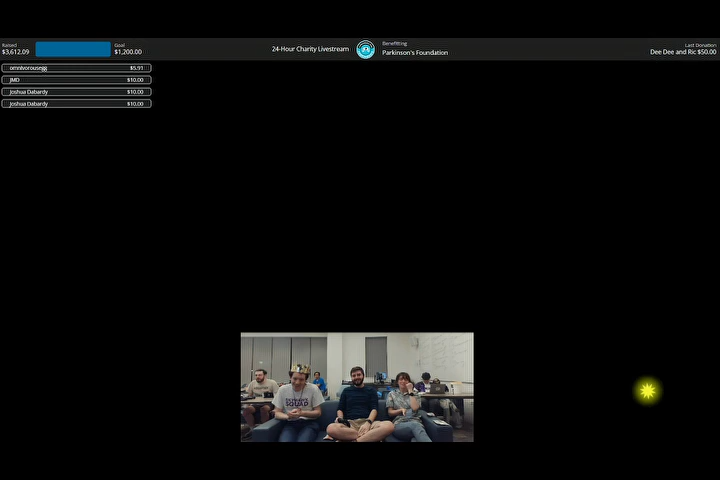 Raised
$3,612.09
Goal
$1,200.00
24-Hour Charity Livestream
Benefitting
Parkinson's Foundation
Last Donation
Dee Dee and Ric $50.00
omnivorousegg $5.91
JMD $10.00
Joshua Dabardy $10.00
Joshua Dabardy $10.00
SQUAD